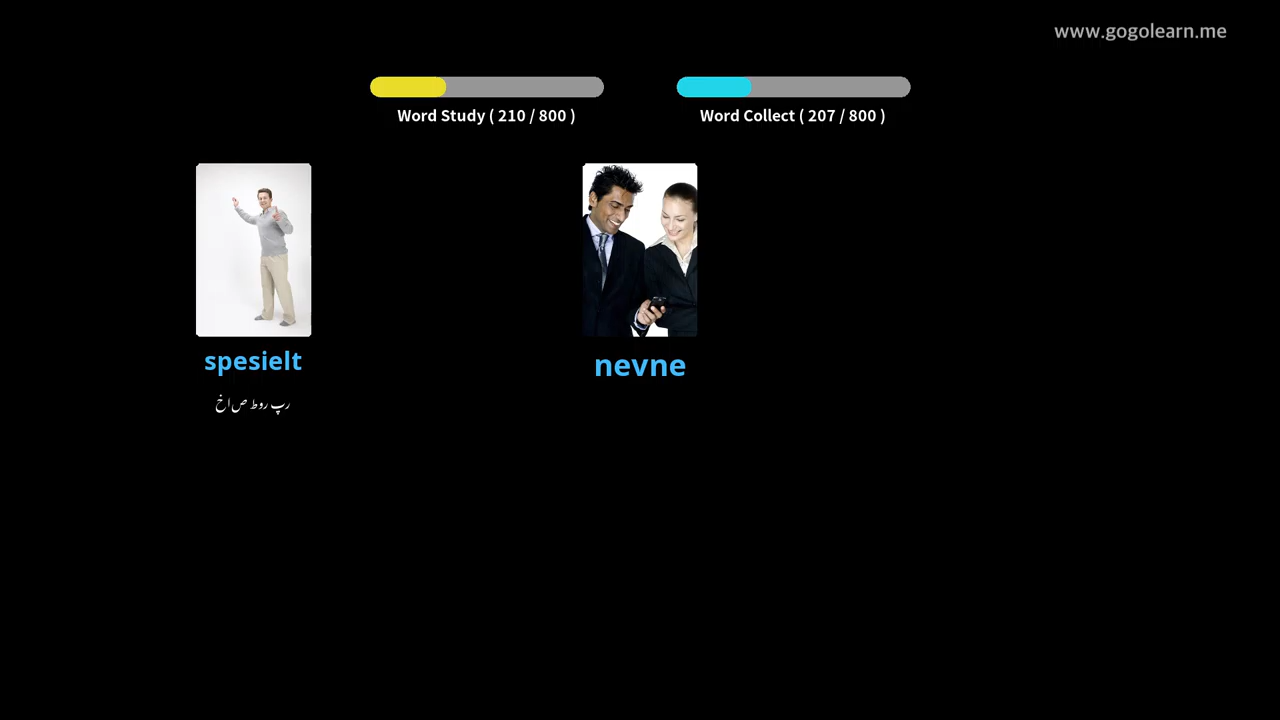 www.gogolearn.me
Word Study ( 210 / 800 )
Word Collect ( 207 / 800 )
spesielt
رپ روط صاخ
nevne